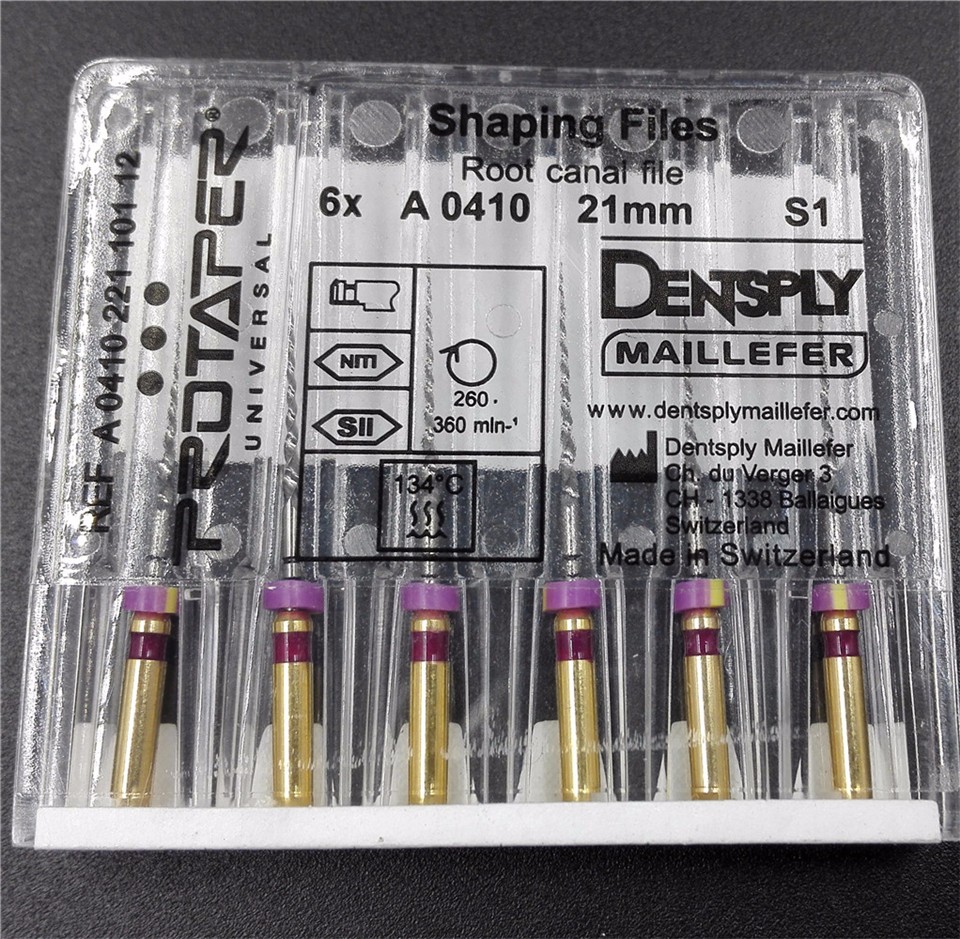 Shaping Files
Root canal file
6x A 0410 21mm S1
REF A 0410 221 101 12
PROTAPER®
UNIVERSAL
NITI
SII
260 -
360 mln-¹
134°C
DENTSPLY
MAILLEFER
www.dentsplymaillefer.com
Dentsply Maillefer
Ch. du Verger 3
CH - 1338 Ballaigues
Switzerland
Made in Switzerland